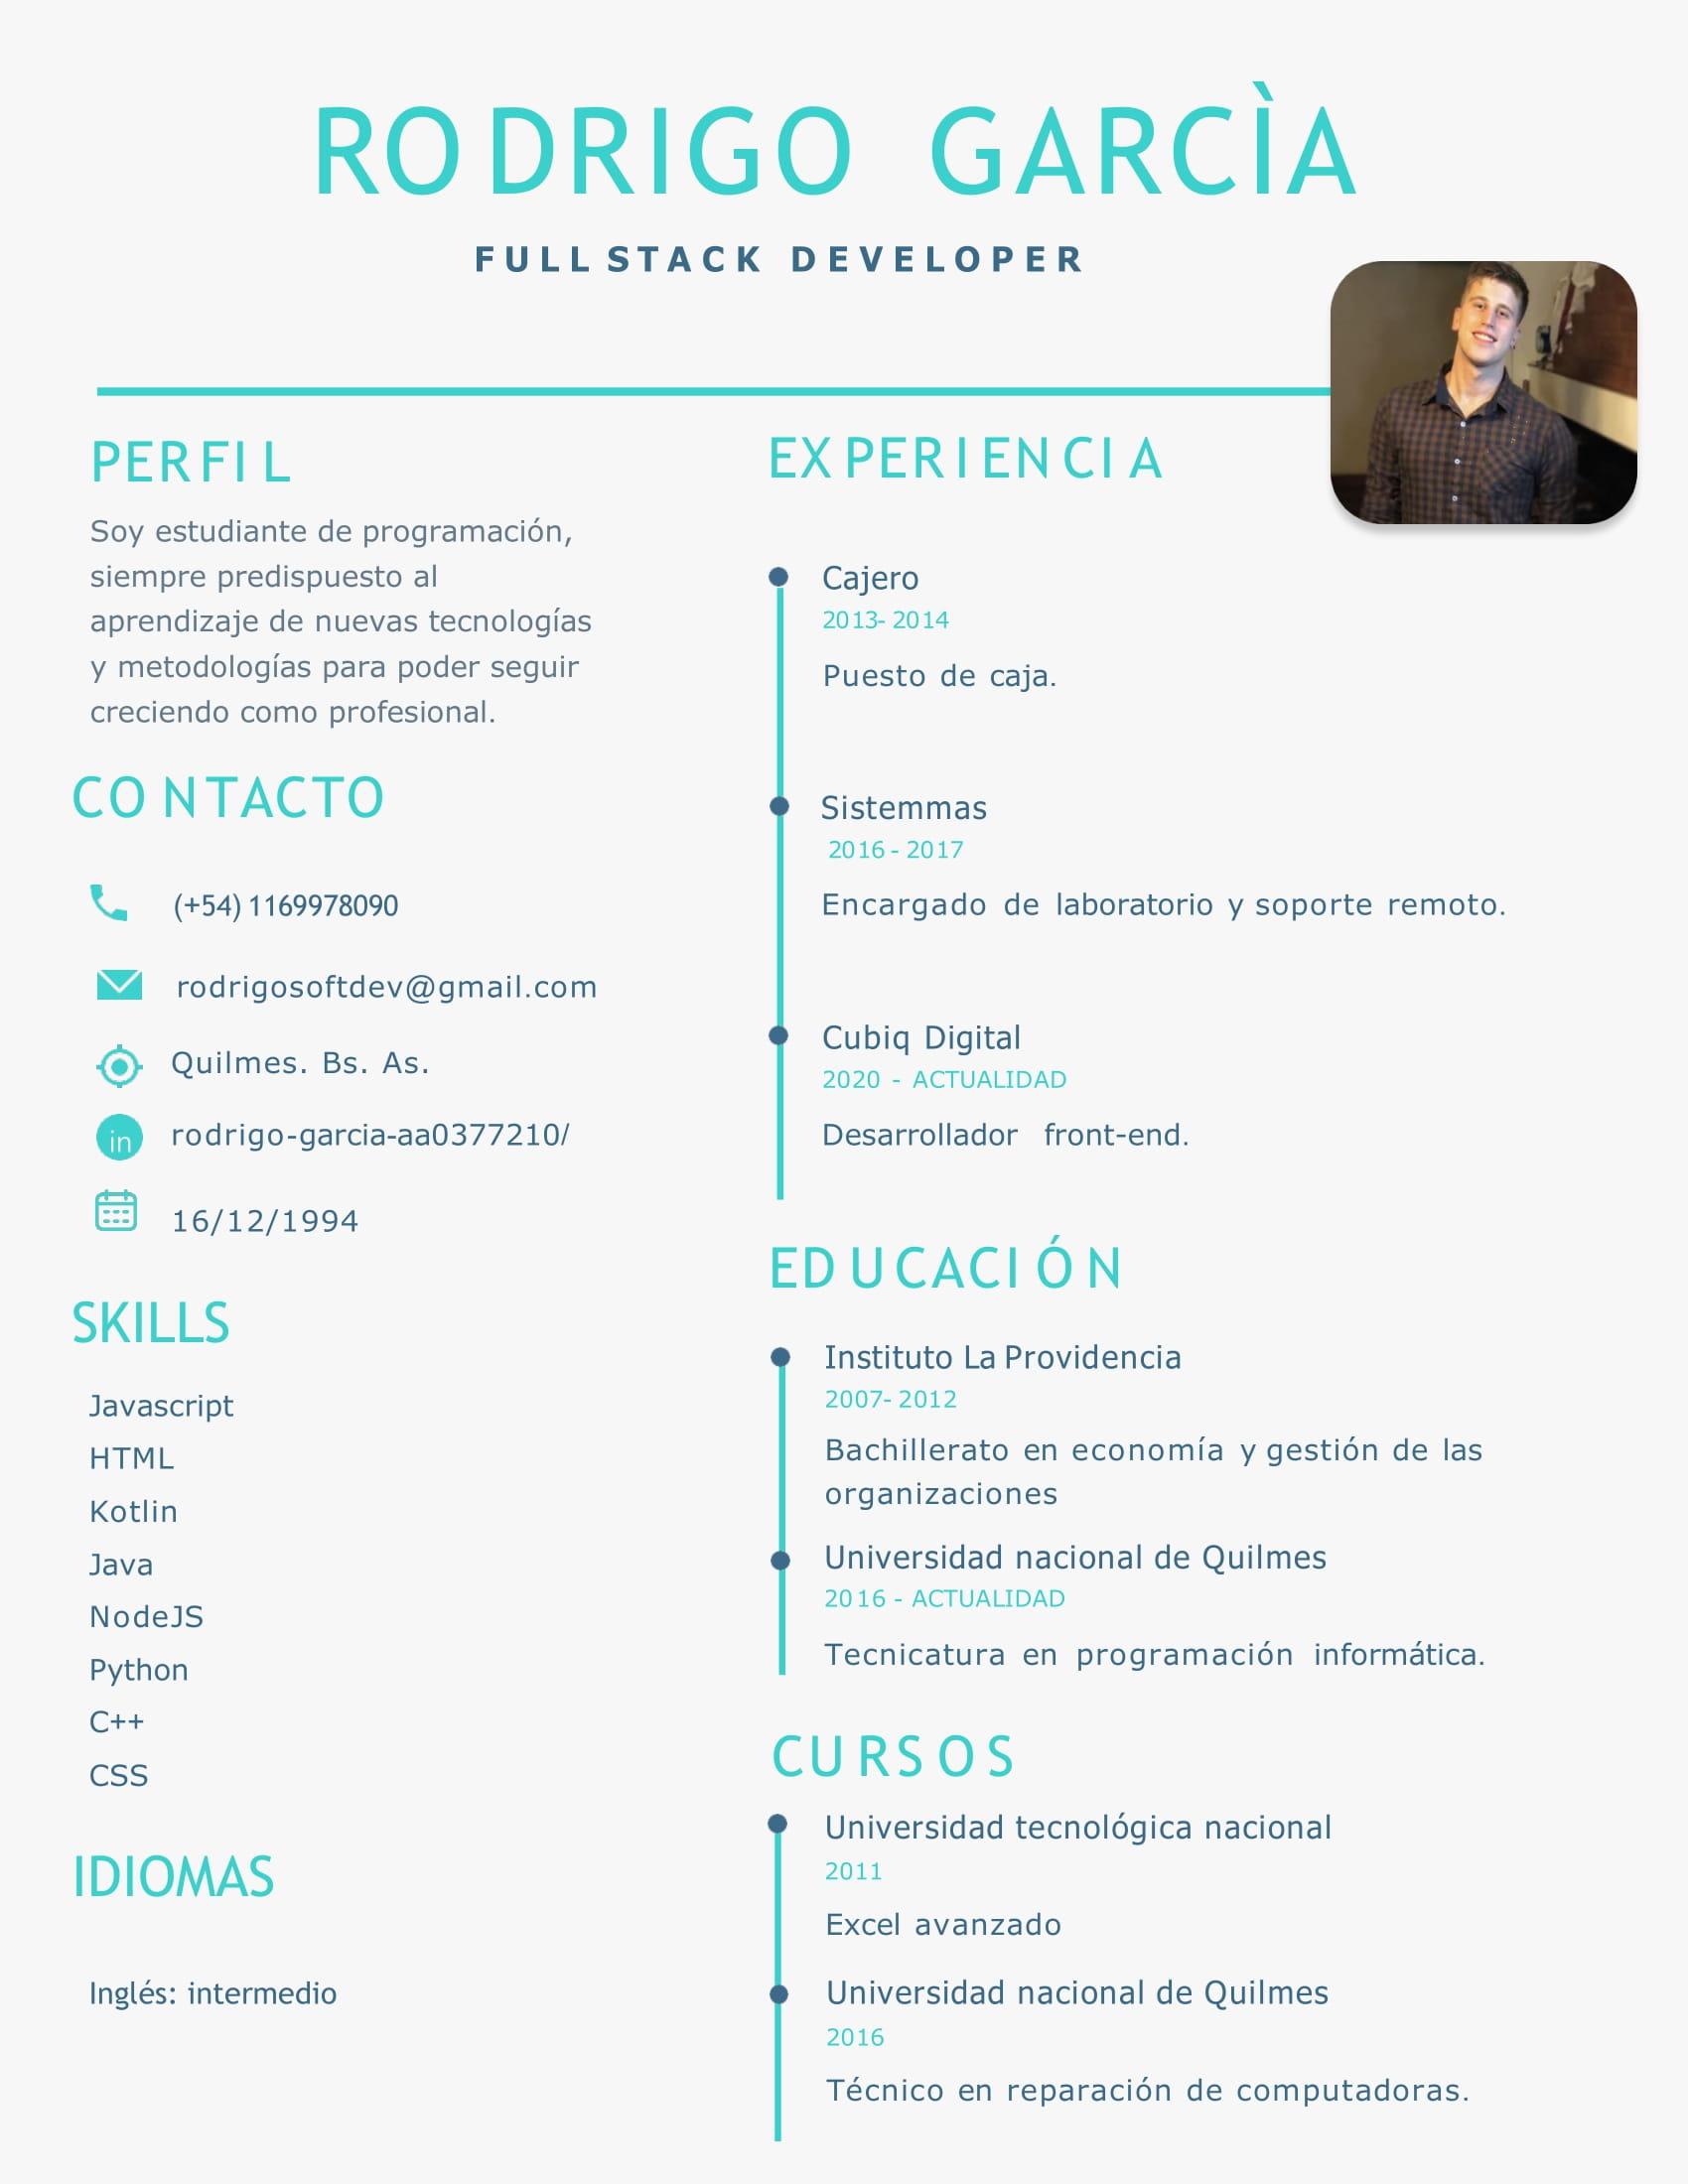 RODRIGO GARCÌA
FULLSTACK DEVELOPER
PERFIL
Soy estudiante de programación,
siempre predispuesto al
aprendizaje de nuevas tecnologías
y metodologías para poder seguir
creciendo como profesional.
CONTACTO
(+54) 1169978090
rodrigosoftdev@gmail.com
Quilmes. Bs. As.
in rodrigo-garcia-aa0377210/
16/12/1994
SKILLS
Javascript
HTML
Kotlin
Java
NodeJS
Python
C++
CSS
IDIOMAS
Inglés: intermedio
EXPERIENCIA
Cajero
2013- 2014
Puesto de caja.
Sistemmas
2016 - 2017
Encargado de laboratorio y soporte remoto.
Cubiq Digital
2020 - ACTUALIDAD
Desarrollador front-end.
EDUCACIÓN
Instituto La Providencia
2007- 2012
Bachillerato en economía y gestión de las
organizaciones
Universidad nacional de Quilmes
2016 - ACTUALIDAD
Tecnicatura en programación informática.
CURSOS
Universidad tecnológica nacional
2011
Excel avanzado
Universidad nacional de Quilmes
2016
Técnico en reparación de computadoras.